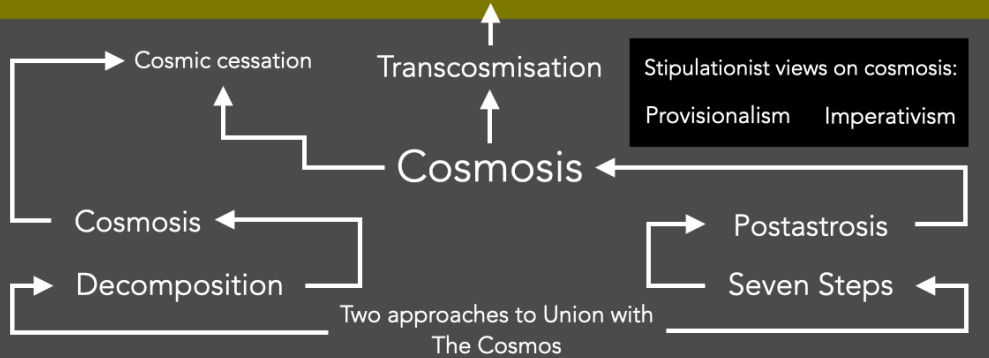 Cosmic cessation
Transcosmisation
Stipulationist views on cosmosis:
Provisionalism Imperativism
Cosmosis
Cosmosis
Postastrosis
Decomposition
Seven Steps
Two approaches to Union with
The Cosmos